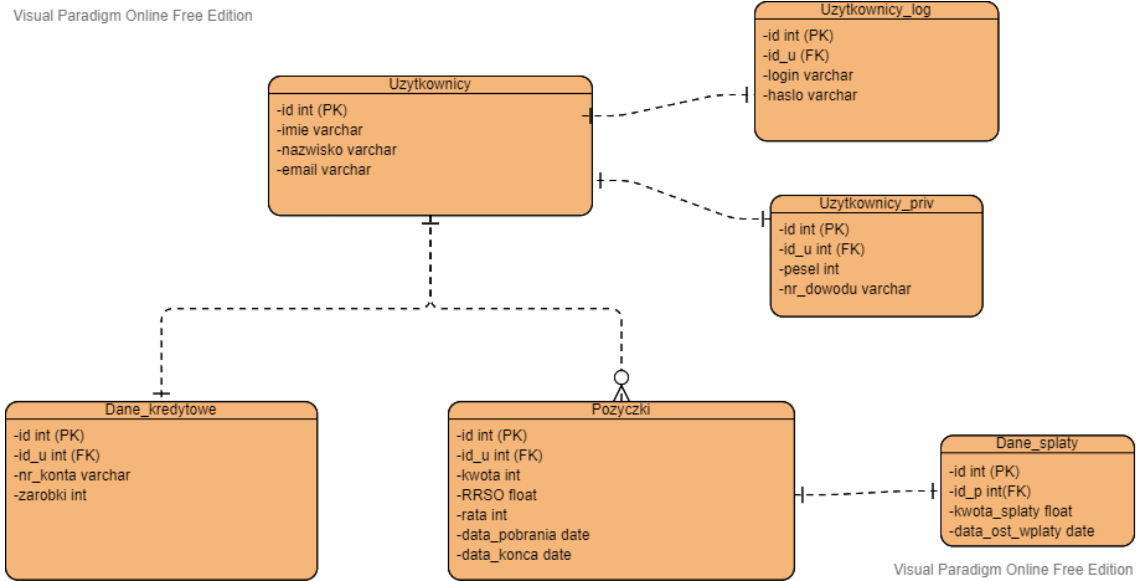 Visual Paradigm Online Free Edition
Uzytkownicy_log
-id int (PK)
-id_u (FK)
-login varchar
-haslo varchar
Uzytkownicy
-id int (PK)
-imie varchar
-nazwisko varchar
-email varchar
Uzytkownicy_priv
-id int (PK)
-id_u int (FK)
-pesel int
-nr_dowodu varchar
Dane_kredytowe
-id int (PK)
-id_u int (FK)
-nr_konta varchar
-zarobki int
Pozyczki
-id int (PK)
-id_u int (FK)
-kwota int
-RRSO float
-rata int
-data_pobrania date
-data_konca date
Dane_splaty
-id int (PK)
-id_p int(FK)
-kwota_splaty float
-data_ost_wplaty date
Visual Paradigm Online Free Edition